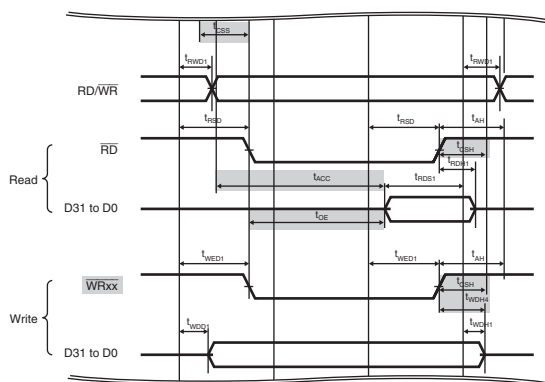 tCSS
tRWD1 tRWD1
RD/WR
tRSD tRSD tAH
RD tCSH
tRDH1
Read tACC tRDS1
D31 to D0
tOE
tWED1 tWED1 tAH
WRxx tCSH
tWDH4
Write tWDD1 tWDH1
D31 to D0